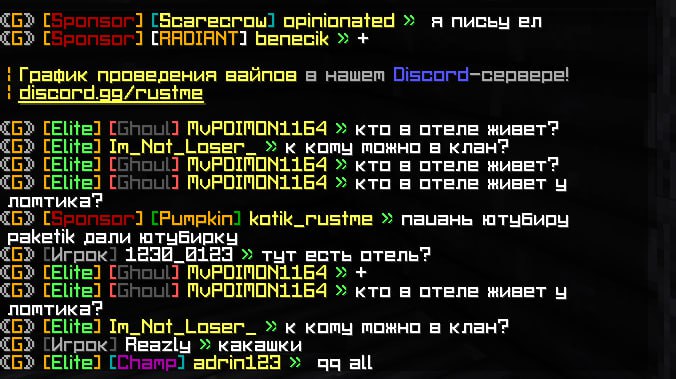 《G》 [Sponsor] [Scarecrow] opinionated » я письу ел
《G》 [Sponsor] [RADIANT] benecik » +
¦ График проведения вайпов в нашем Discord-сервере!
¦ discord.gg/rustme
《G》 [Elite] [Ghoul] MvPDIMON1164 » кто в отеле живет?
《G》 [Elite] Im_Not_Loser_ » к кому можно в клан?
《G》 [Elite] [Ghoul] MvPDIMON1164 » кто в отеле живет?
《G》 [Elite] [Ghoul] MvPDIMON1164 » кто в отеле живет у
ломтика?
《G》 [Sponsor] [Pumpkin] kotik_rustme » пацань ютубиру
paketik дали ютубирку
《G》 [Игрок] 1230_0123 » тут есть отель?
《G》 [Elite] [Ghoul] MvPDIMON1164 » +
《G》 [Elite] [Ghoul] MvPDIMON1164 » кто в отеле живет у
ломтика?
《G》 [Elite] Im_Not_Loser_ » к кому можно в клан?
《G》 [Игрок] Reazly » какашки
《G》 [Elite] [Champ] adrin123 » qq all